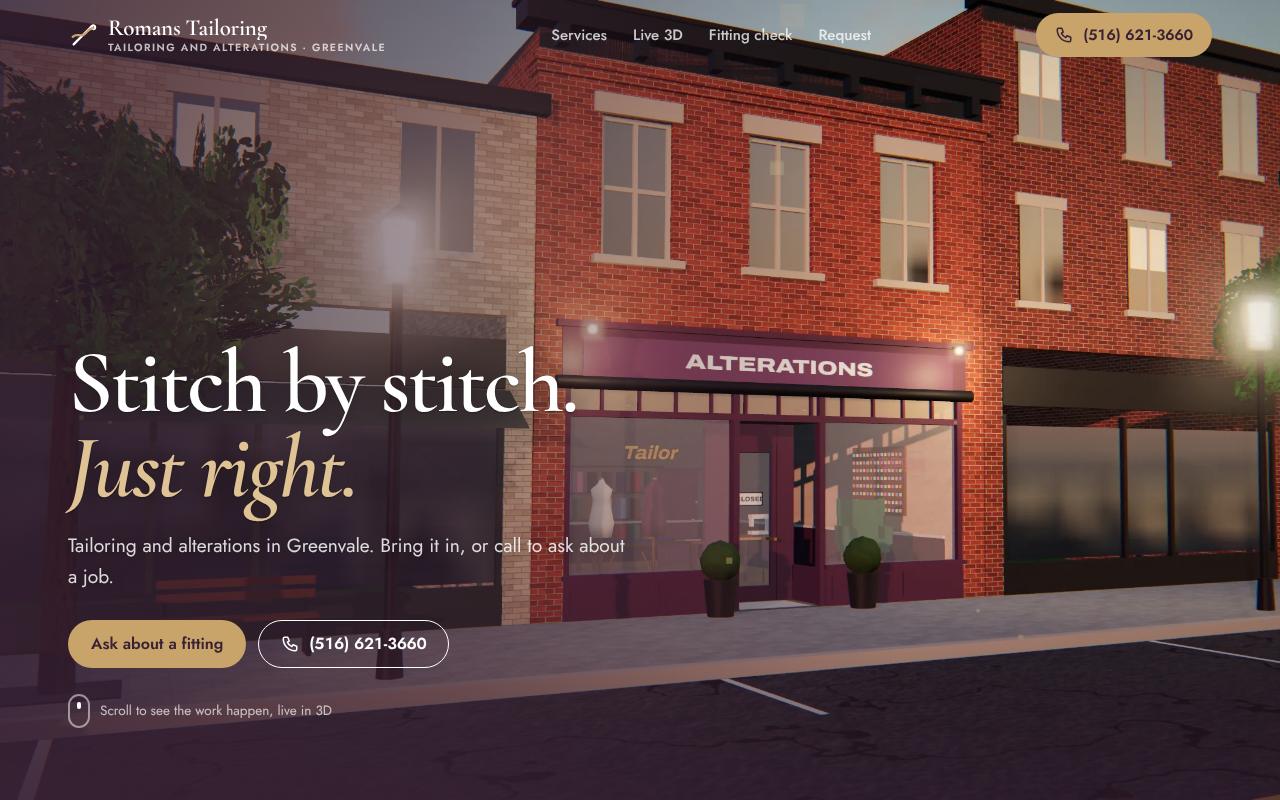 Romans Tailoring
TAILORING AND ALTERATIONS · GREENVALE
Services
Live 3D
Fitting check
Request
(516) 621-3660
ALTERATIONS
Tailor
Stitch by stitch.
Just right.
Tailoring and alterations in Greenvale. Bring it in, or call to ask about
a job.
Ask about a fitting
(516) 621-3660
Scroll to see the work happen, live in 3D